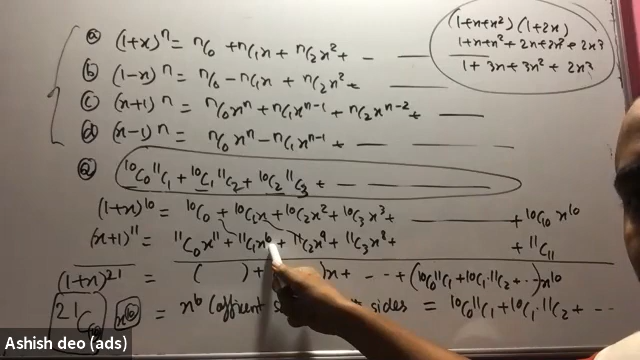 (1+x+x²)(1+2x)
1+x+x²+2x+2x²+2x³
1+3x+3x²+2x³
ⓐ (1+x)ⁿ = ⁿC₀ + ⁿC₁x + ⁿC₂x² + - ——
ⓑ (1-x)ⁿ = ⁿC₀ - ⁿC₁x + ⁿC₂x² + ——
ⓒ (x+1)ⁿ = ⁿC₀xⁿ + ⁿC₁xⁿ⁻¹ + ⁿC₂xⁿ⁻² + ——
ⓓ (x-1)ⁿ = ⁿC₀xⁿ - ⁿC₁xⁿ⁻¹ + —— ——
Ⓠ ¹⁰C₀ ¹¹C₁ + ¹⁰C₁ ¹¹C₂ + ¹⁰C₂ ¹¹C₃ + — —— ——
(1+x)¹⁰ = ¹⁰C₀ + ¹⁰C₁x + ¹⁰C₂x² + ¹⁰C₃x³ + —— —— + ¹⁰C₁₀ x¹⁰
(x+1)¹¹ = ¹¹C₀x¹¹ + ¹¹C₁x¹⁰ + ¹¹C₂x⁹ + ¹¹C₃x⁸ + + ¹¹C₁₁
(1+x)²¹ = ( ) + )x + - - - + (¹⁰C₀ ¹¹C₁ + ¹⁰C₁ ¹¹C₂ + - -)x¹⁰
²¹C₁₀ x¹⁰ = sides = ¹⁰C₀ ¹¹C₁ + ¹⁰C₁ ¹¹C₂ + - - -
Ashish deo (ads)